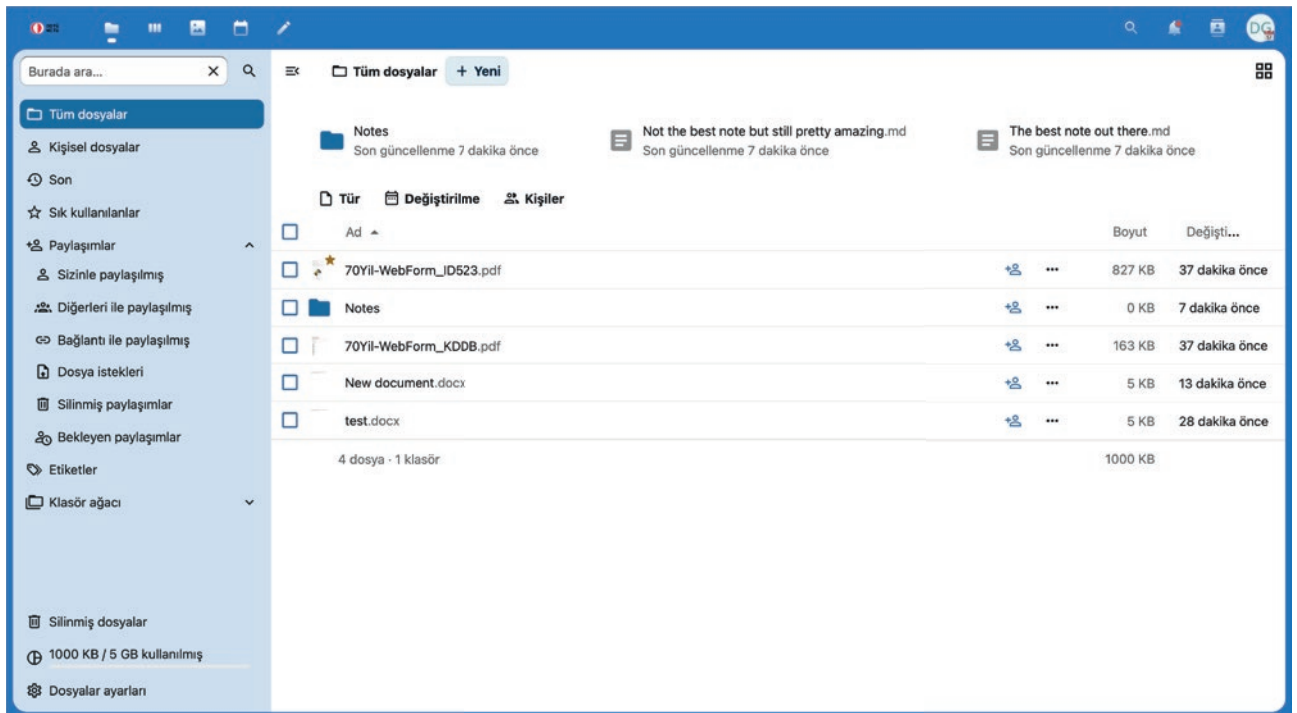 DG
Burada ara...
Tüm dosyalar
Kişisel dosyalar
Son
Sık kullanılanlar
Paylaşımlar
Sizinle paylaşılmış
Diğerleri ile paylaşılmış
Bağlantı ile paylaşılmış
Dosya istekleri
Silinmiş paylaşımlar
Bekleyen paylaşımlar
Etiketler
Klasör ağacı
Silinmiş dosyalar
1000 KB / 5 GB kullanılmış
Dosyalar ayarları
Tüm dosyalar + Yeni
Notes
Son güncellenme 7 dakika önce
Not the best note but still pretty amazing.md
Son güncellenme 7 dakika önce
The best note out there.md
Son güncellenme 7 dakika önce
Tür Değiştirilme Kişiler
Ad Boyut Değişti...
70Yil-WebForm_ID523.pdf 827 KB 37 dakika önce
Notes 0 KB 7 dakika önce
70Yil-WebForm_KDDB.pdf 163 KB 37 dakika önce
New document.docx 5 KB 13 dakika önce
test.docx 5 KB 28 dakika önce
4 dosya · 1 klasör 1000 KB